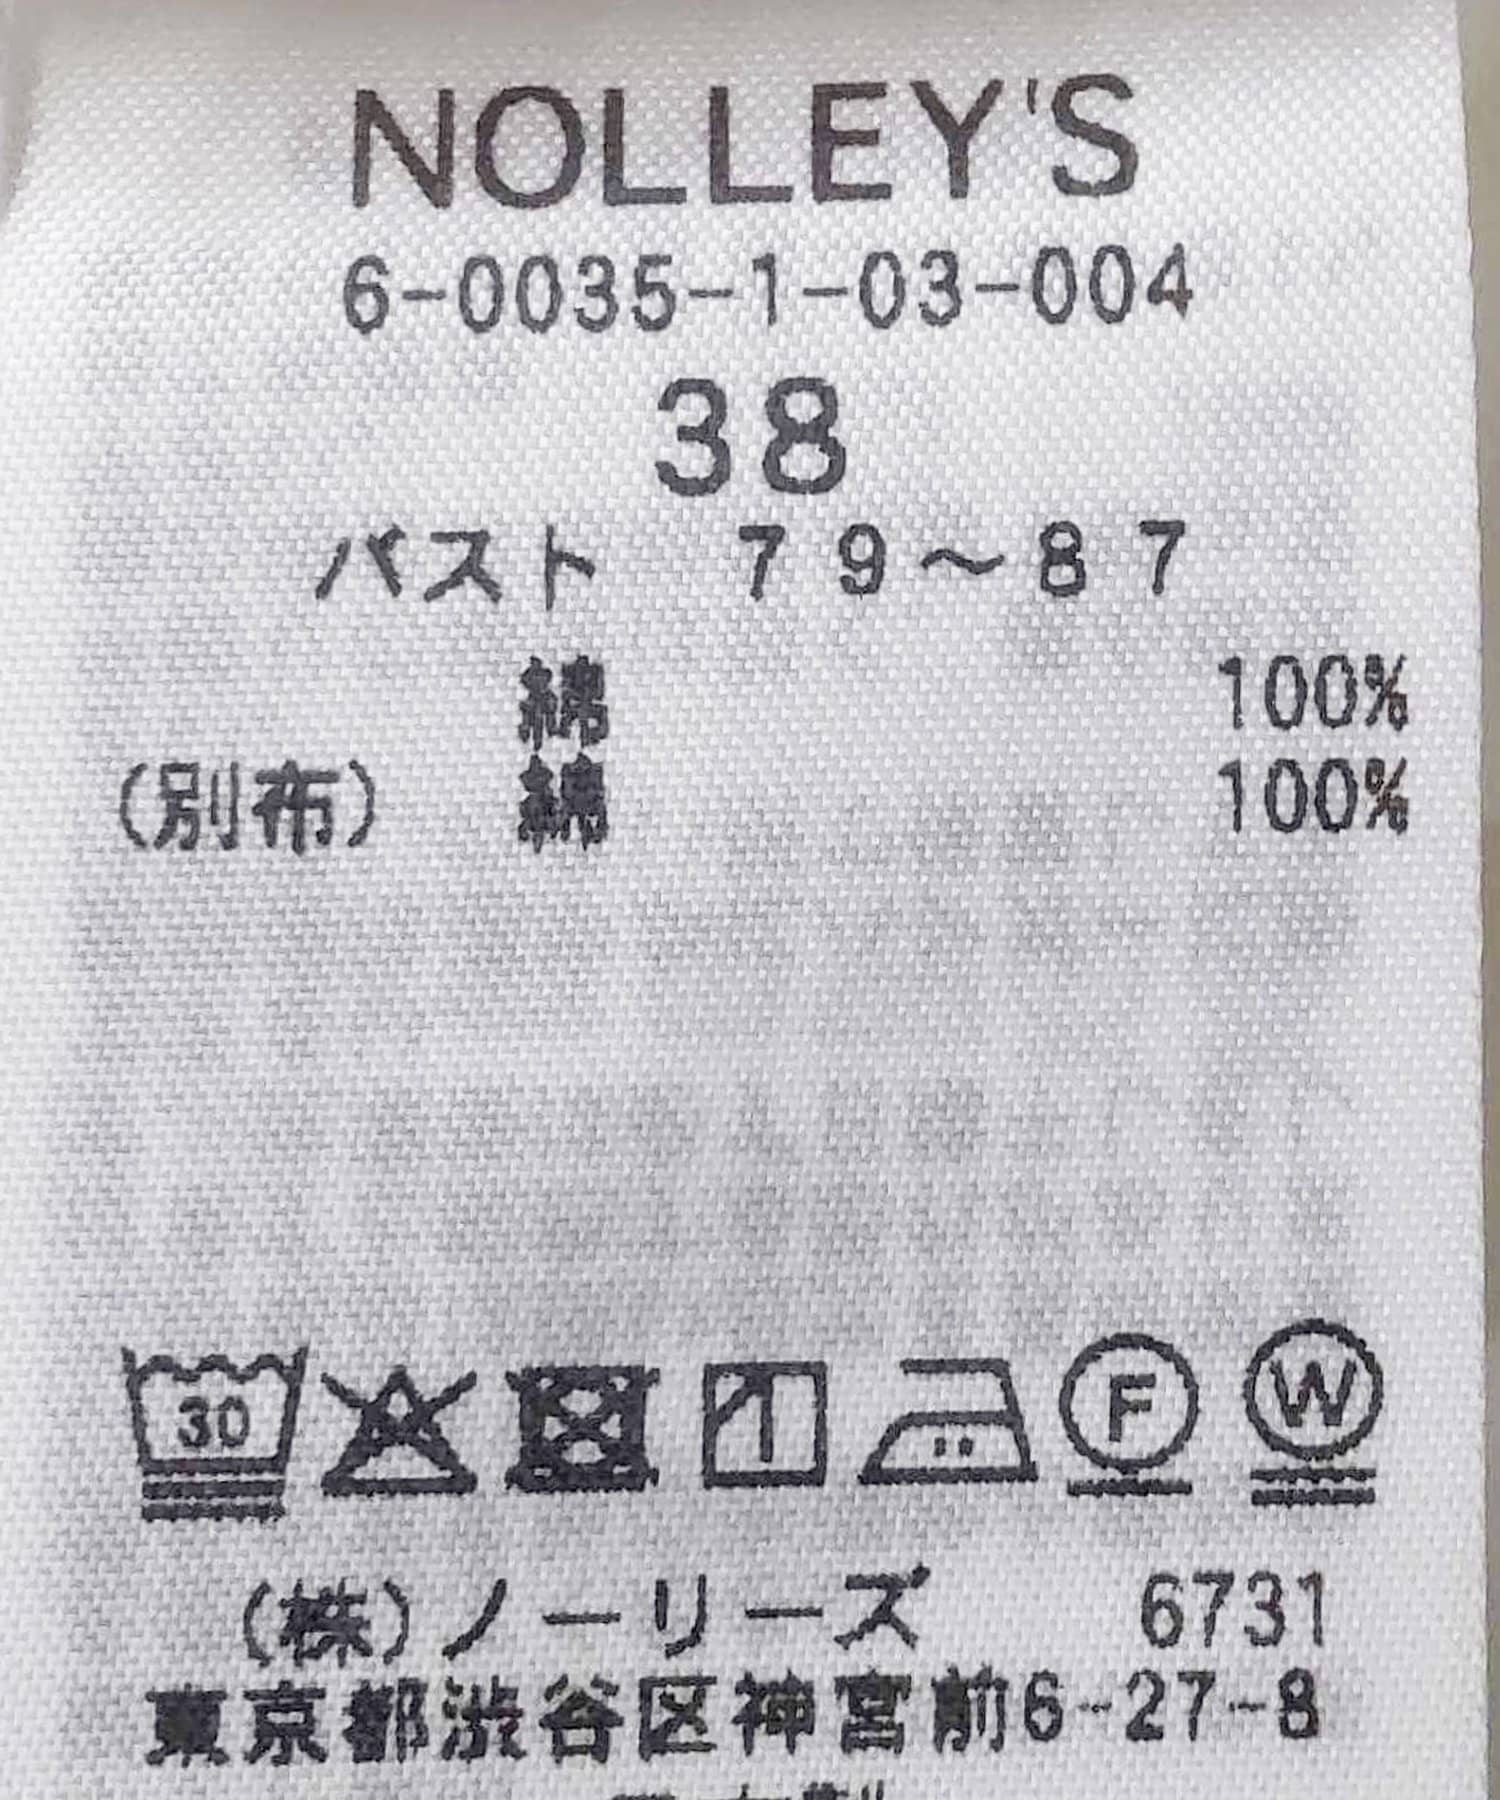 NOLLEY'S
6-0035-1-03-004
38
バスト 79～87
綿 100%
(別布) 綿 100%
30
F
W
(株)ノーリーズ 6731
東京都渋谷区神宮前6-27-8